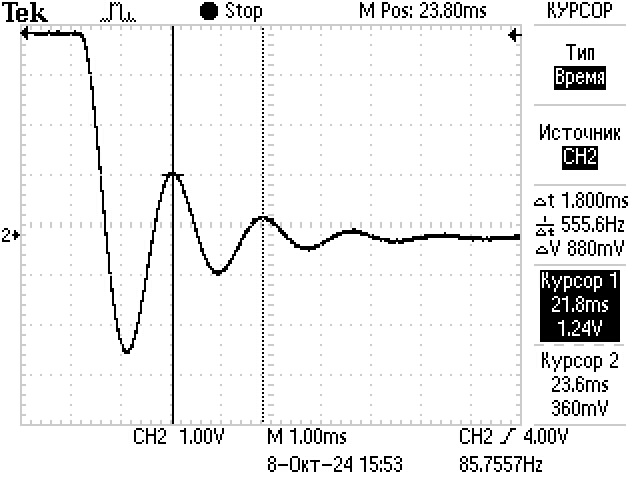 Tek Stop M Pos: 23.80ms КУРСОР
Тип
Время
Источник
CH2
△t 1.800ms
1/△t 555.6Hz
△V 880mV
2
Курсор 1
21.8ms
1.24V
Курсор 2
23.6ms
360mV
CH2 1.00V M 1.00ms CH2 4.00V
8-Окт-24 15:53 85.7557Hz